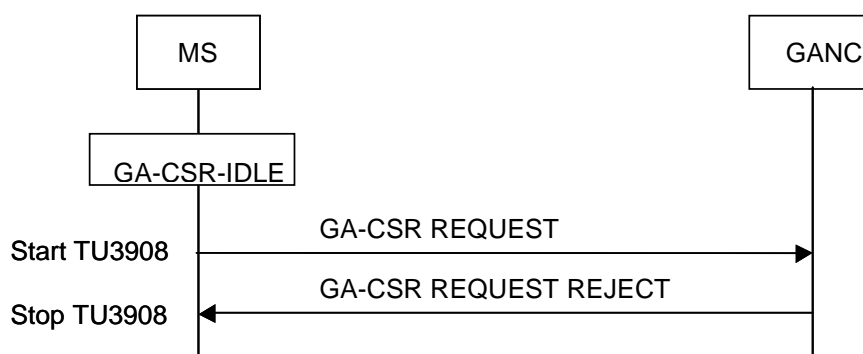 MS
GANC
GA-CSR-IDLE
GA-CSR REQUEST
Start TU3908
GA-CSR REQUEST REJECT
Stop TU3908